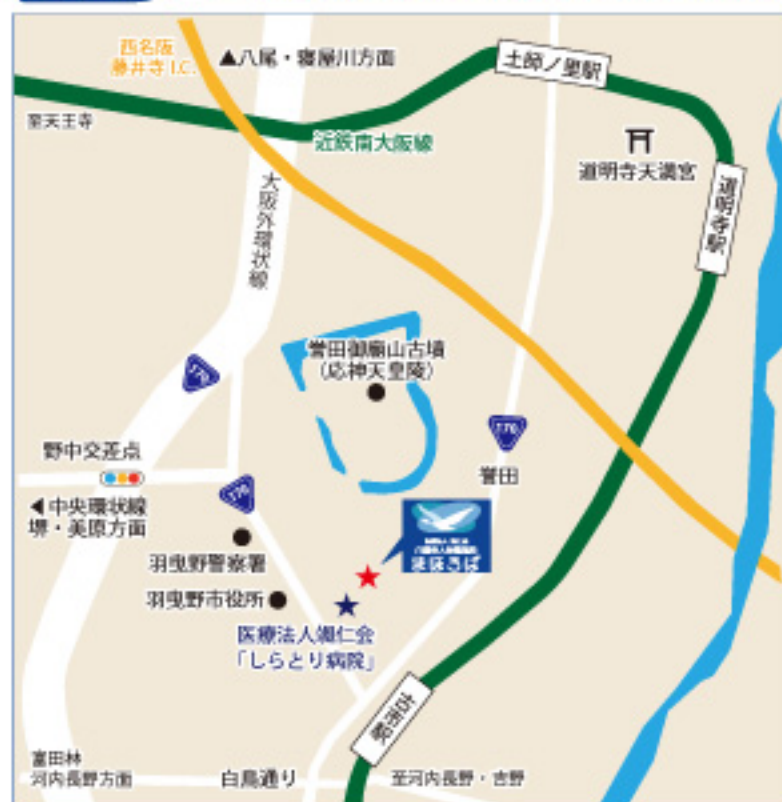 西名阪
藤井寺 I.C.
▲八尾・寝屋川方面
土師ノ里駅
至天王寺
近鉄南大阪線
道明寺天満宮
道明寺駅
大阪外環状線
誉田御廟山古墳
（応神天皇陵）
170
170
誉田
野中交差点
170
◀中央環状線
堺・美原方面
まほろば
羽曳野警察署
羽曳野市役所
医療法人颯仁会
「しらとり病院」
古市駅
富田林
河内長野方面
白鳥通り
至河内長野・吉野